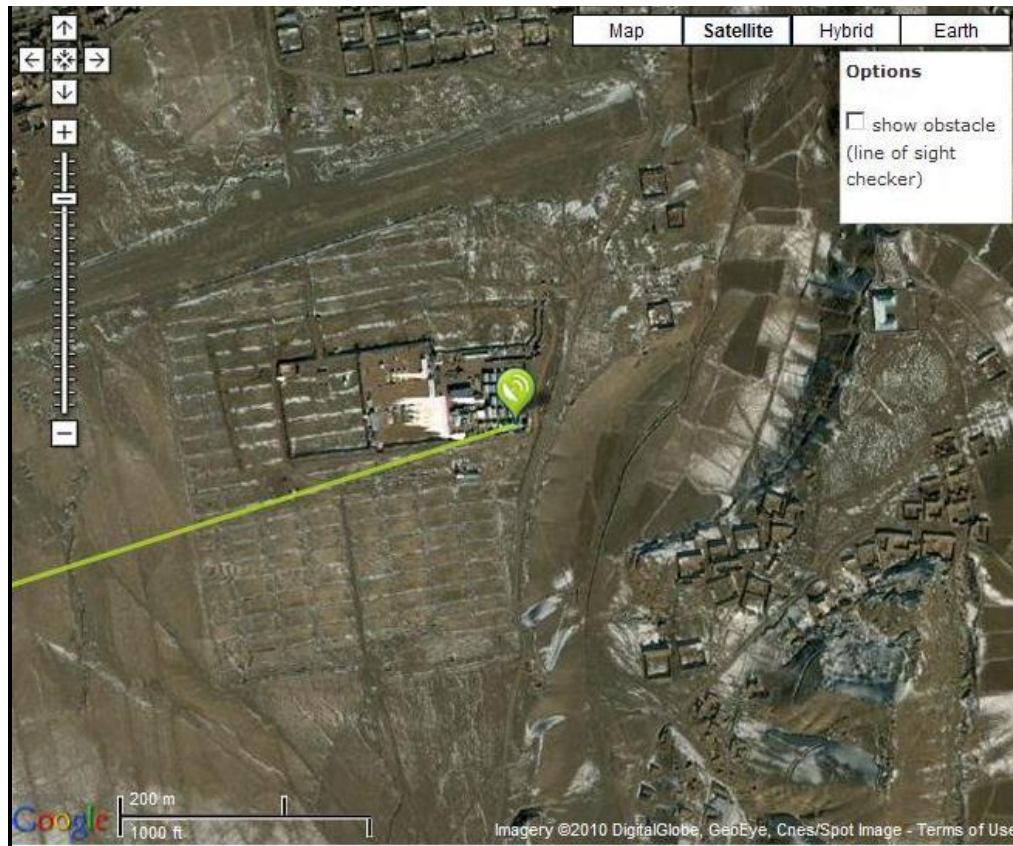 Map
Satellite
Hybrid
Earth
Options
show obstacle
(line of sight
checker)
200 m
1000 ft
Google
Imagery ©2010 DigitalGlobe, GeoEye, Cnes/Spot Image - Terms of Use